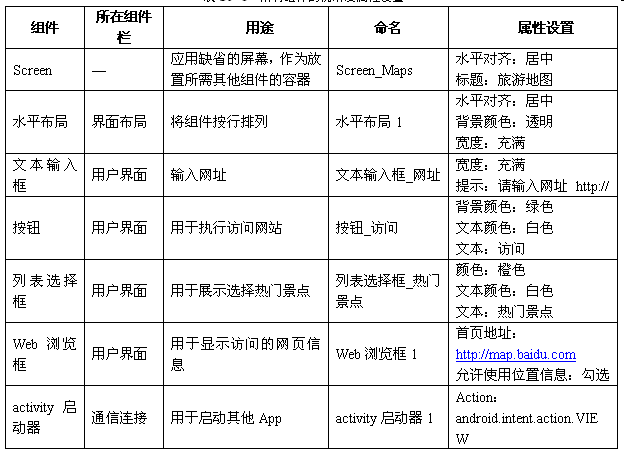 组件 所在组件栏 用途 命名 属性设置
Screen — 应用缺省的屏幕，作为放置所需其他组件的容器 Screen_Maps 水平对齐：居中
标题：旅游地图
水平布局 界面布局 将组件按行排列 水平布局 1 水平对齐：居中
背景颜色：透明
宽度：充满
文本输入框 用户界面 输入网址 文本输入框_网址 宽度：充满
提示：请输入网址 http://
按钮 用户界面 用于执行访问网站 按钮_访问 背景颜色：绿色
文本颜色：白色
文本：访问
列表选择框 用户界面 用于展示选择热门景点 列表选择框_热门景点 颜色：橙色
文本颜色：白色
文本：热门景点
Web 浏览框 用户界面 用于显示访问的网页信息 Web 浏览框 1 首页地址：
http://map.baidu.com
允许使用位置信息：勾选
activity 启动器 通信连接 用于启动其他 App activity 启动器 1 Action：
android.intent.action.VIE
W